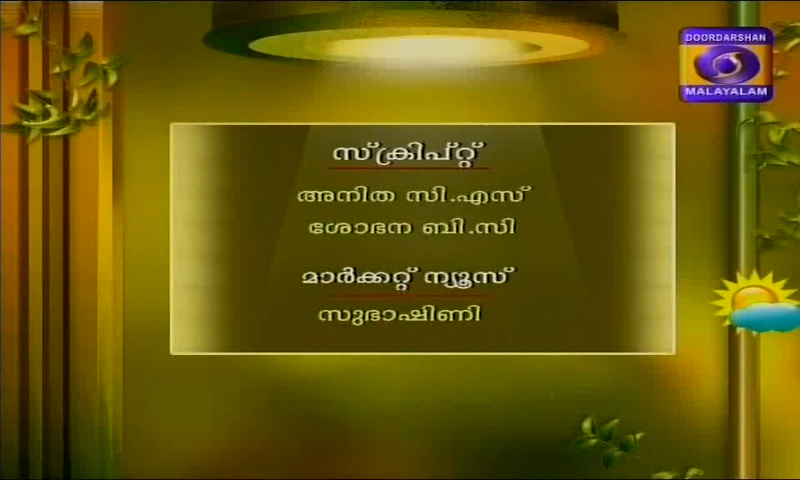 DOORDARSHAN
MALAYALAM
സ്ക്രിപ്റ്റ്
അനിത സി.എസ്
ശോഭന ബി.സി
മാർക്കറ്റ് ന്യൂസ്
സുഭാഷിണി